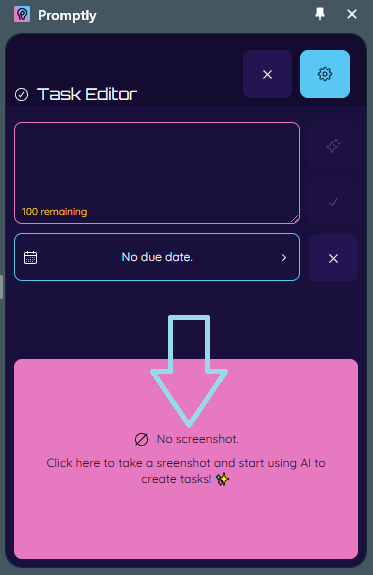 Promptly
Task Editor
100 remaining
No due date.
No screenshot.
Click here to take a sreenshot and start using AI to
create tasks! ✨